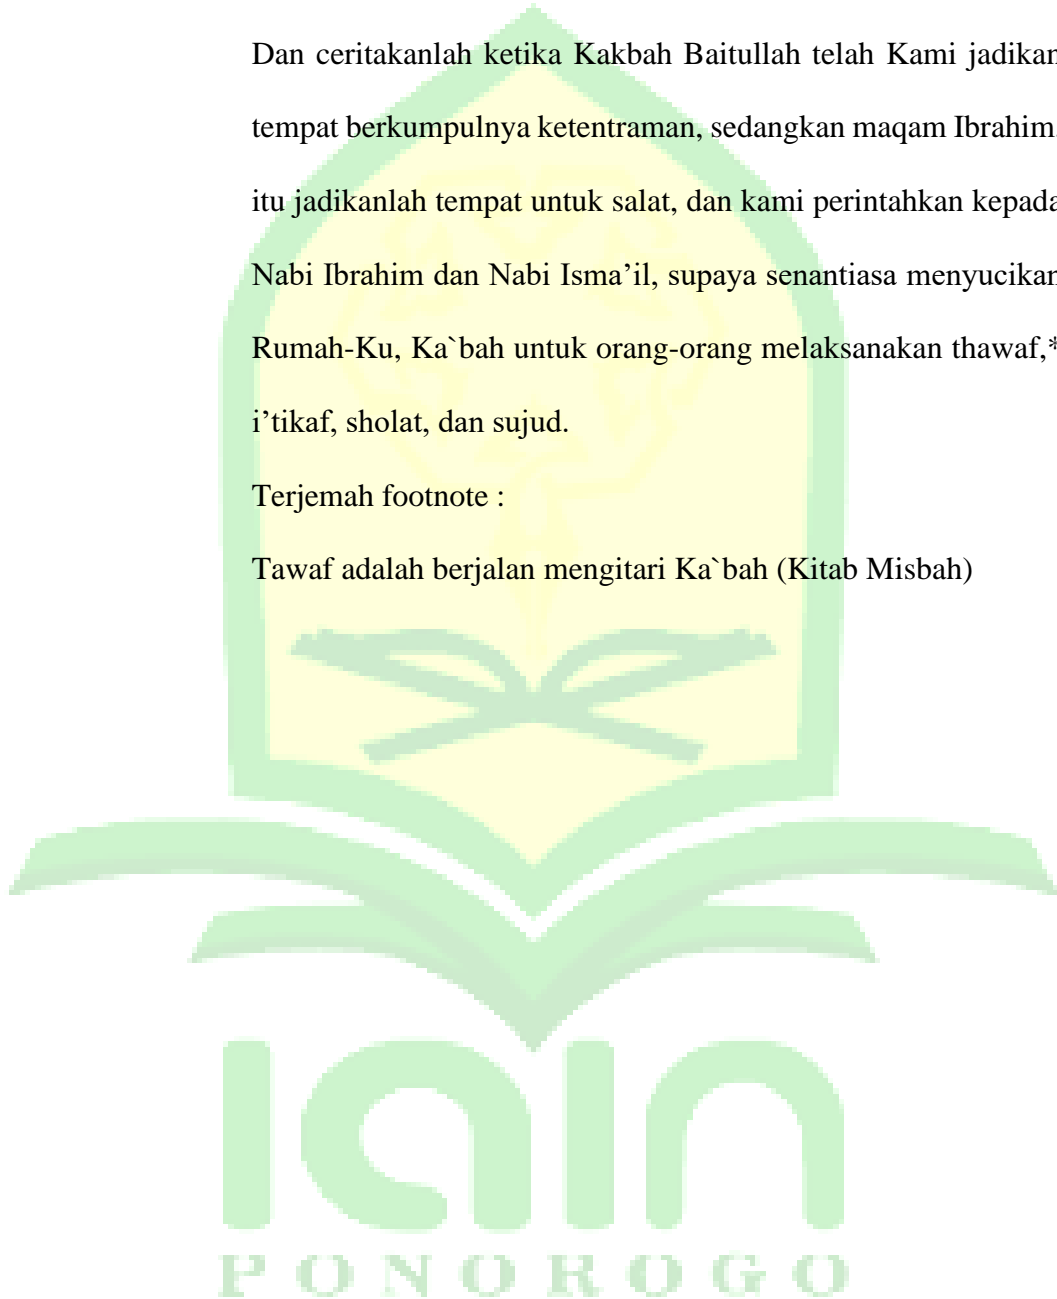 Dan ceritakanlah ketika Kakbah Baitullah telah Kami jadikan
tempat berkumpulnya ketentraman, sedangkan maqam Ibrahim.
itu jadikanlah tempat untuk salat, dan kami perintahkan kepada
Nabi Ibrahim dan Nabi Isma’il, supaya senantiasa menyucikan
Rumah-Ku, Ka`bah untuk orang-orang melaksanakan thawaf,*
i’tikaf, sholat, dan sujud.
Terjemah footnote :
Tawaf adalah berjalan mengitari Ka`bah (Kitab Misbah)
iain
PONOROGO